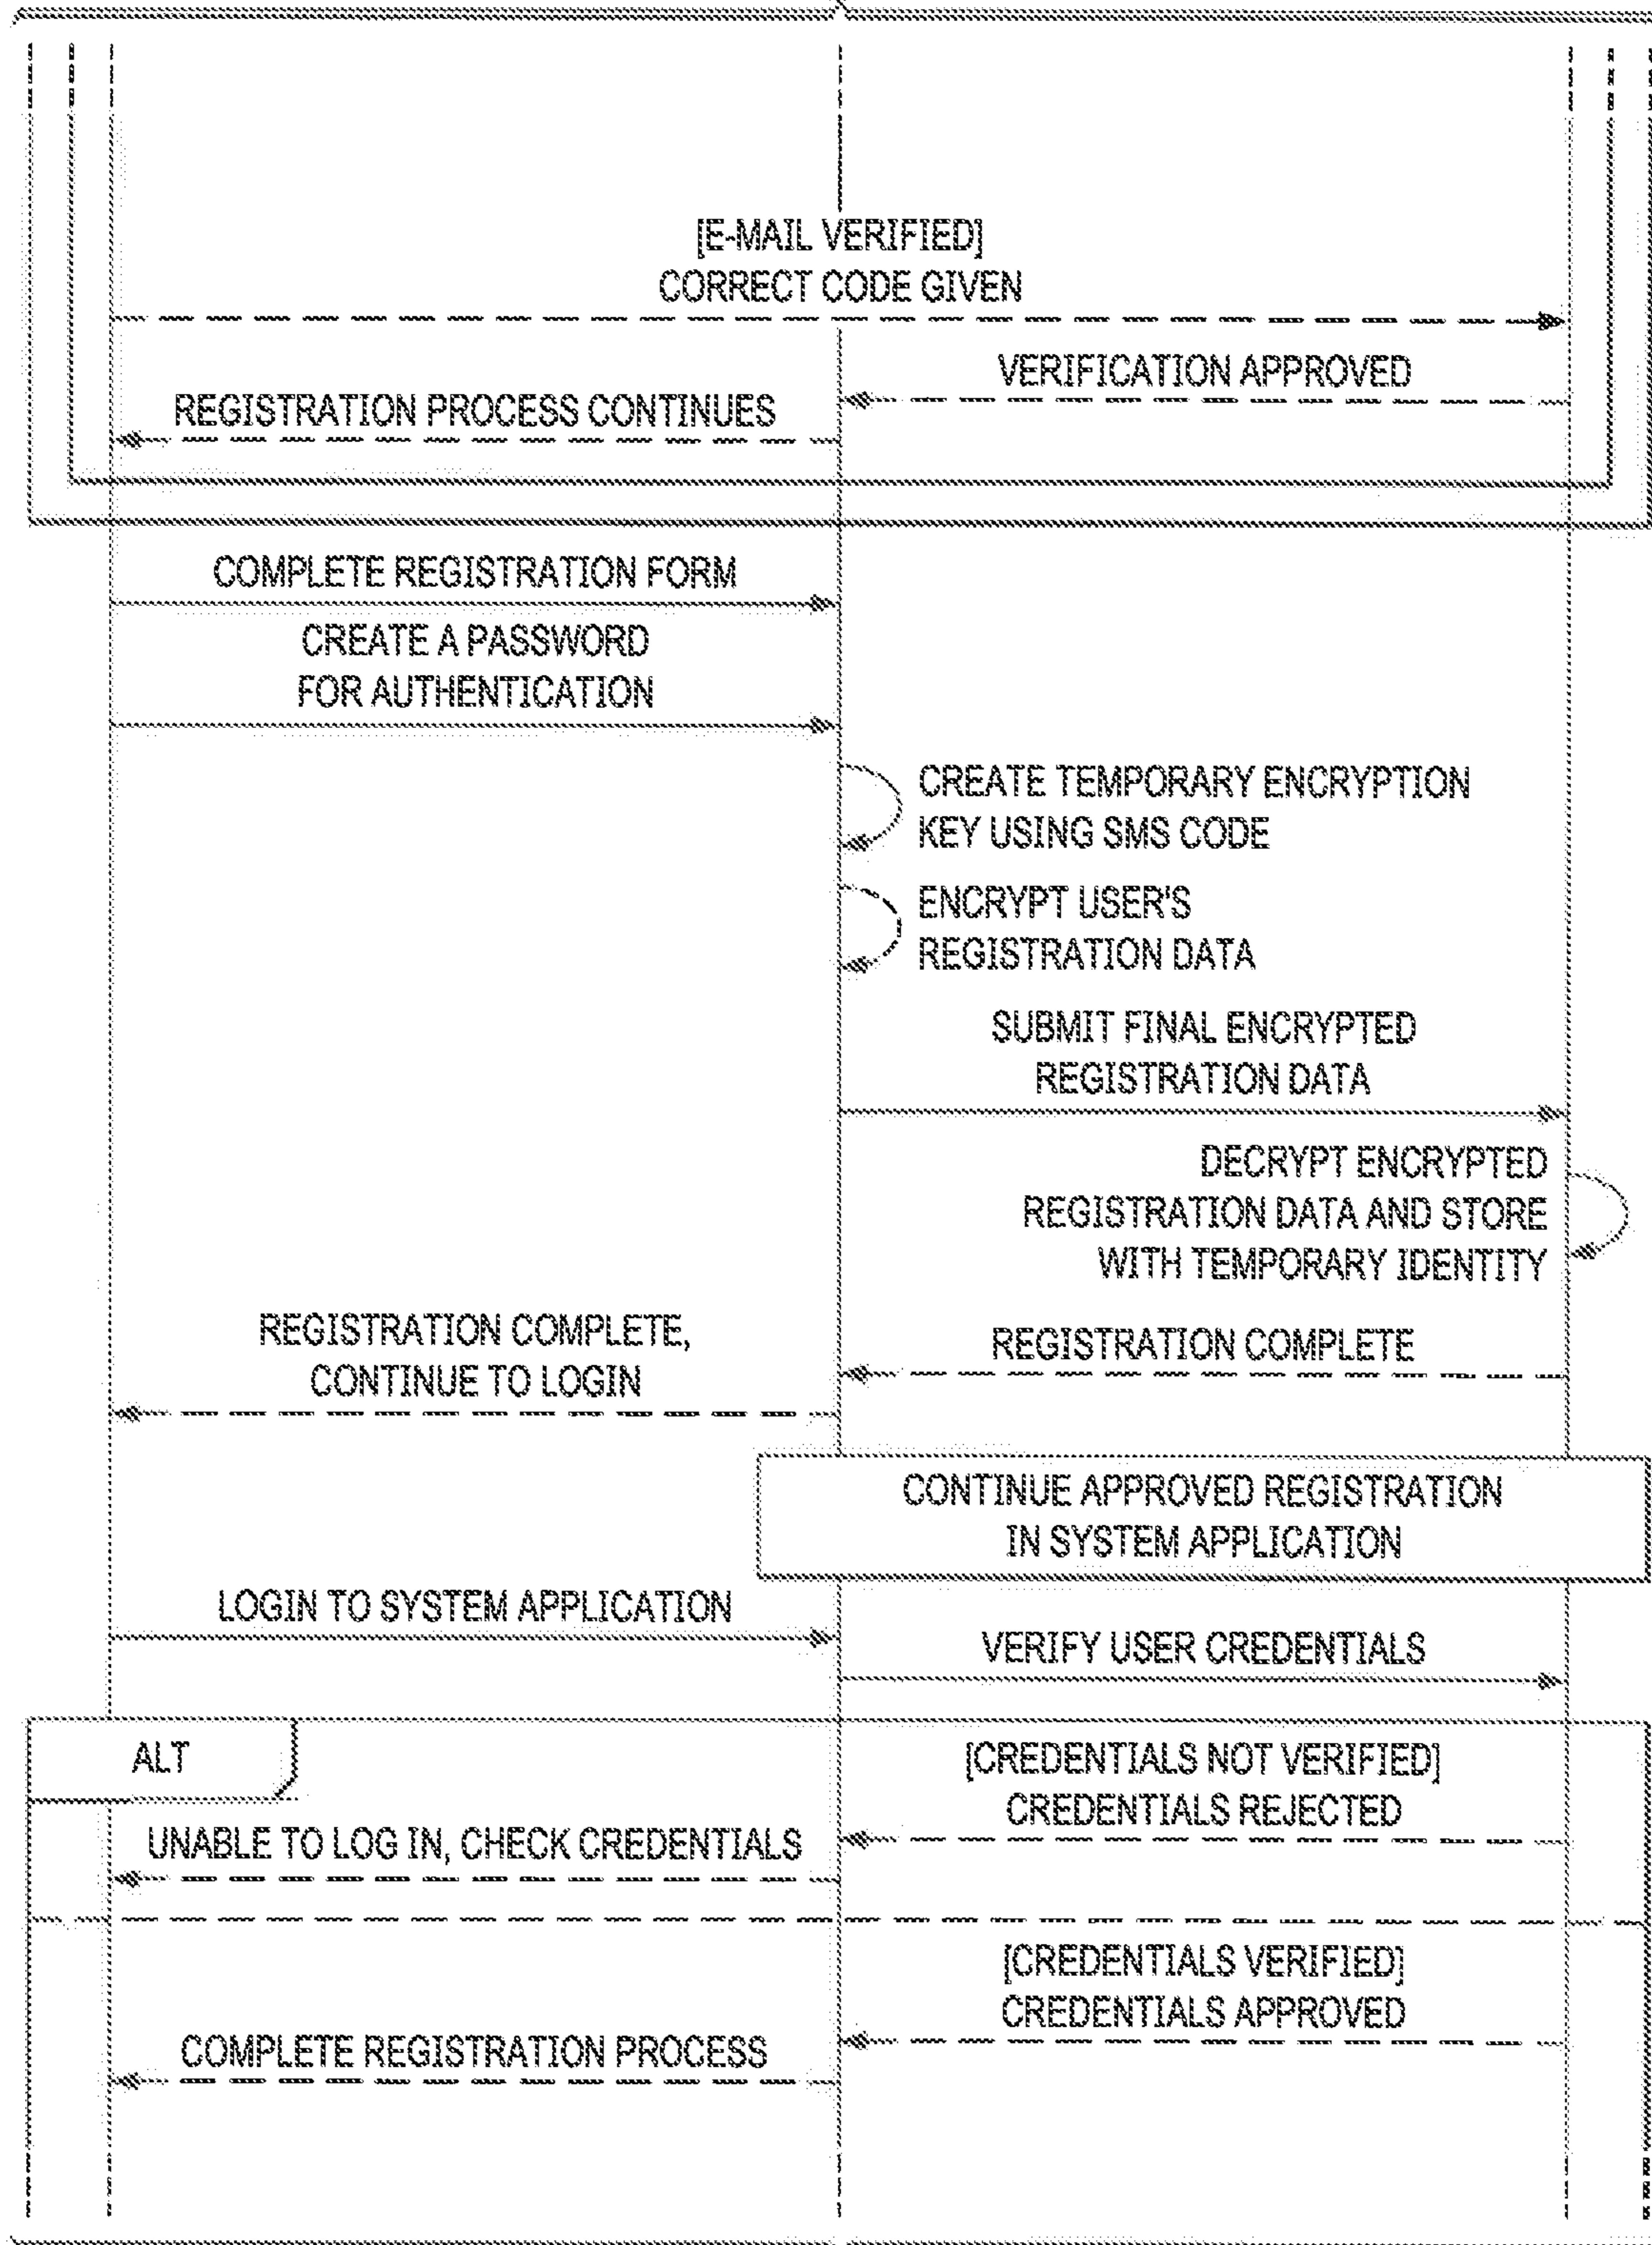 [E-MAIL VERIFIED]
CORRECT CODE GIVEN
VERIFICATION APPROVED
REGISTRATION PROCESS CONTINUES
COMPLETE REGISTRATION FORM
CREATE A PASSWORD
FOR AUTHENTICATION
CREATE TEMPORARY ENCRYPTION
KEY USING SMS CODE
ENCRYPT USER'S
REGISTRATION DATA
SUBMIT FINAL ENCRYPTED
REGISTRATION DATA
DECRYPT ENCRYPTED
REGISTRATION DATA AND STORE
WITH TEMPORARY IDENTITY
REGISTRATION COMPLETE
REGISTRATION COMPLETE,
CONTINUE TO LOGIN
CONTINUE APPROVED REGISTRATION
IN SYSTEM APPLICATION
LOGIN TO SYSTEM APPLICATION
VERIFY USER CREDENTIALS
ALT
[CREDENTIALS NOT VERIFIED]
CREDENTIALS REJECTED
UNABLE TO LOG IN, CHECK CREDENTIALS
[CREDENTIALS VERIFIED]
CREDENTIALS APPROVED
COMPLETE REGISTRATION PROCESS